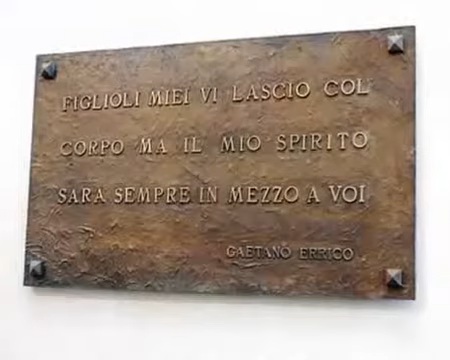 FIGLIOLI MIEI VI LASCIO COL
CORPO MA IL MIO SPIRITO
SARA SEMPRE IN MEZZO A VOI
GAETANO ERRICO